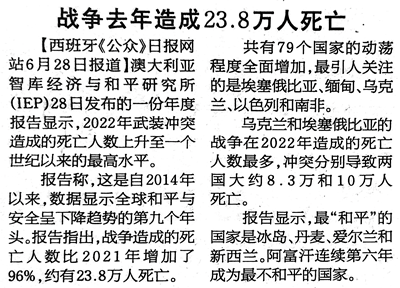 战争去年造成23.8万人死亡
【西班牙《公众》日报网
站6月28日报道】澳大利亚
智库经济与和平研究所
(IEP)28日发布的一份年度
报告显示，2022年武装冲突
造成的死亡人数上升至一个
世纪以来的最高水平。
报告称，这是自2014年
以来，数据显示全球和平与
安全呈下降趋势的第九个年
头。报告指出，战争造成的死
亡人数比2021年增加了
96%，约有23.8万人死亡。
共有79个国家的动荡
程度全面增加，最引人关注
的是埃塞俄比亚、缅甸、乌克
兰、以色列和南非。
乌克兰和埃塞俄比亚的
战争在2022年造成的死亡
人数最多，冲突分别导致两
国大约8.3万和10万人
死亡。
报告显示，最“和平”的
国家是冰岛、丹麦、爱尔兰和
新西兰。阿富汗连续第六年
成为最不和平的国家。